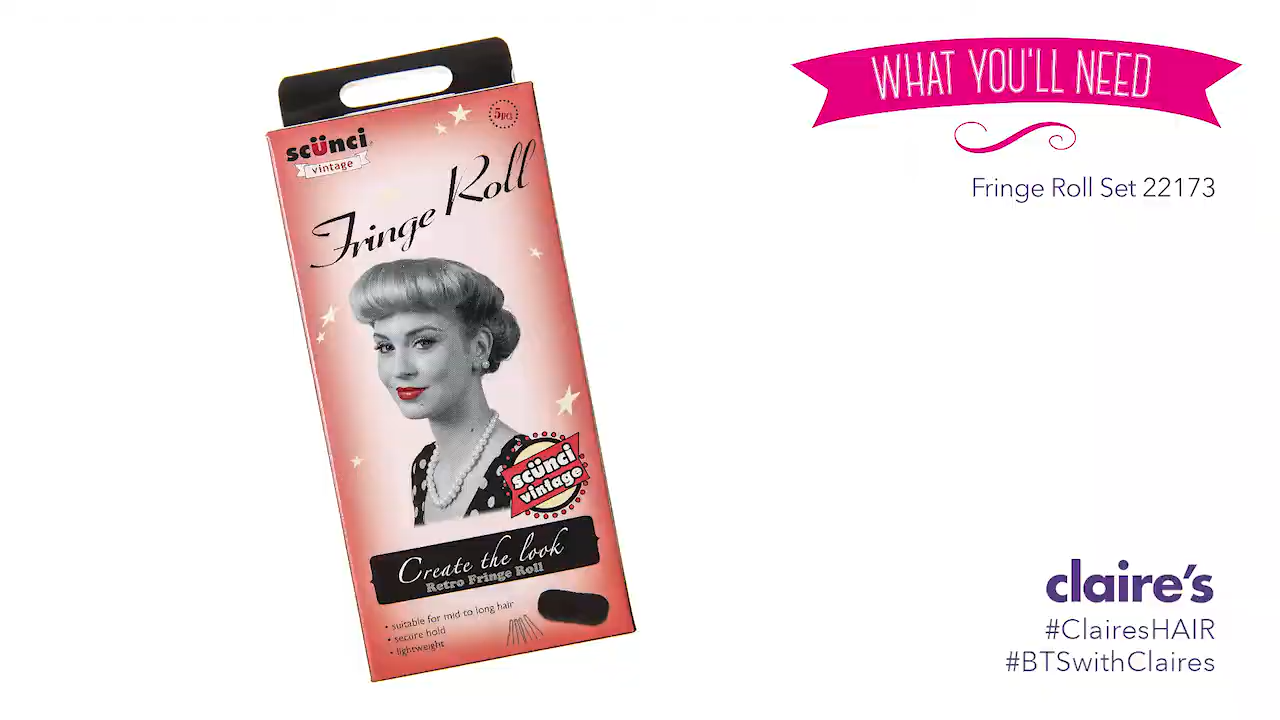 WHAT YOU'LL NEED
Fringe Roll Set 22173
5pcs
scünci
vintage
Fringe Roll
scünci
vintage
Create the look
Retro Fringe Roll
• suitable for mid to long hair
• secure hold
• lightweight
claire's
#ClairesHAIR
#BTSwithClaires